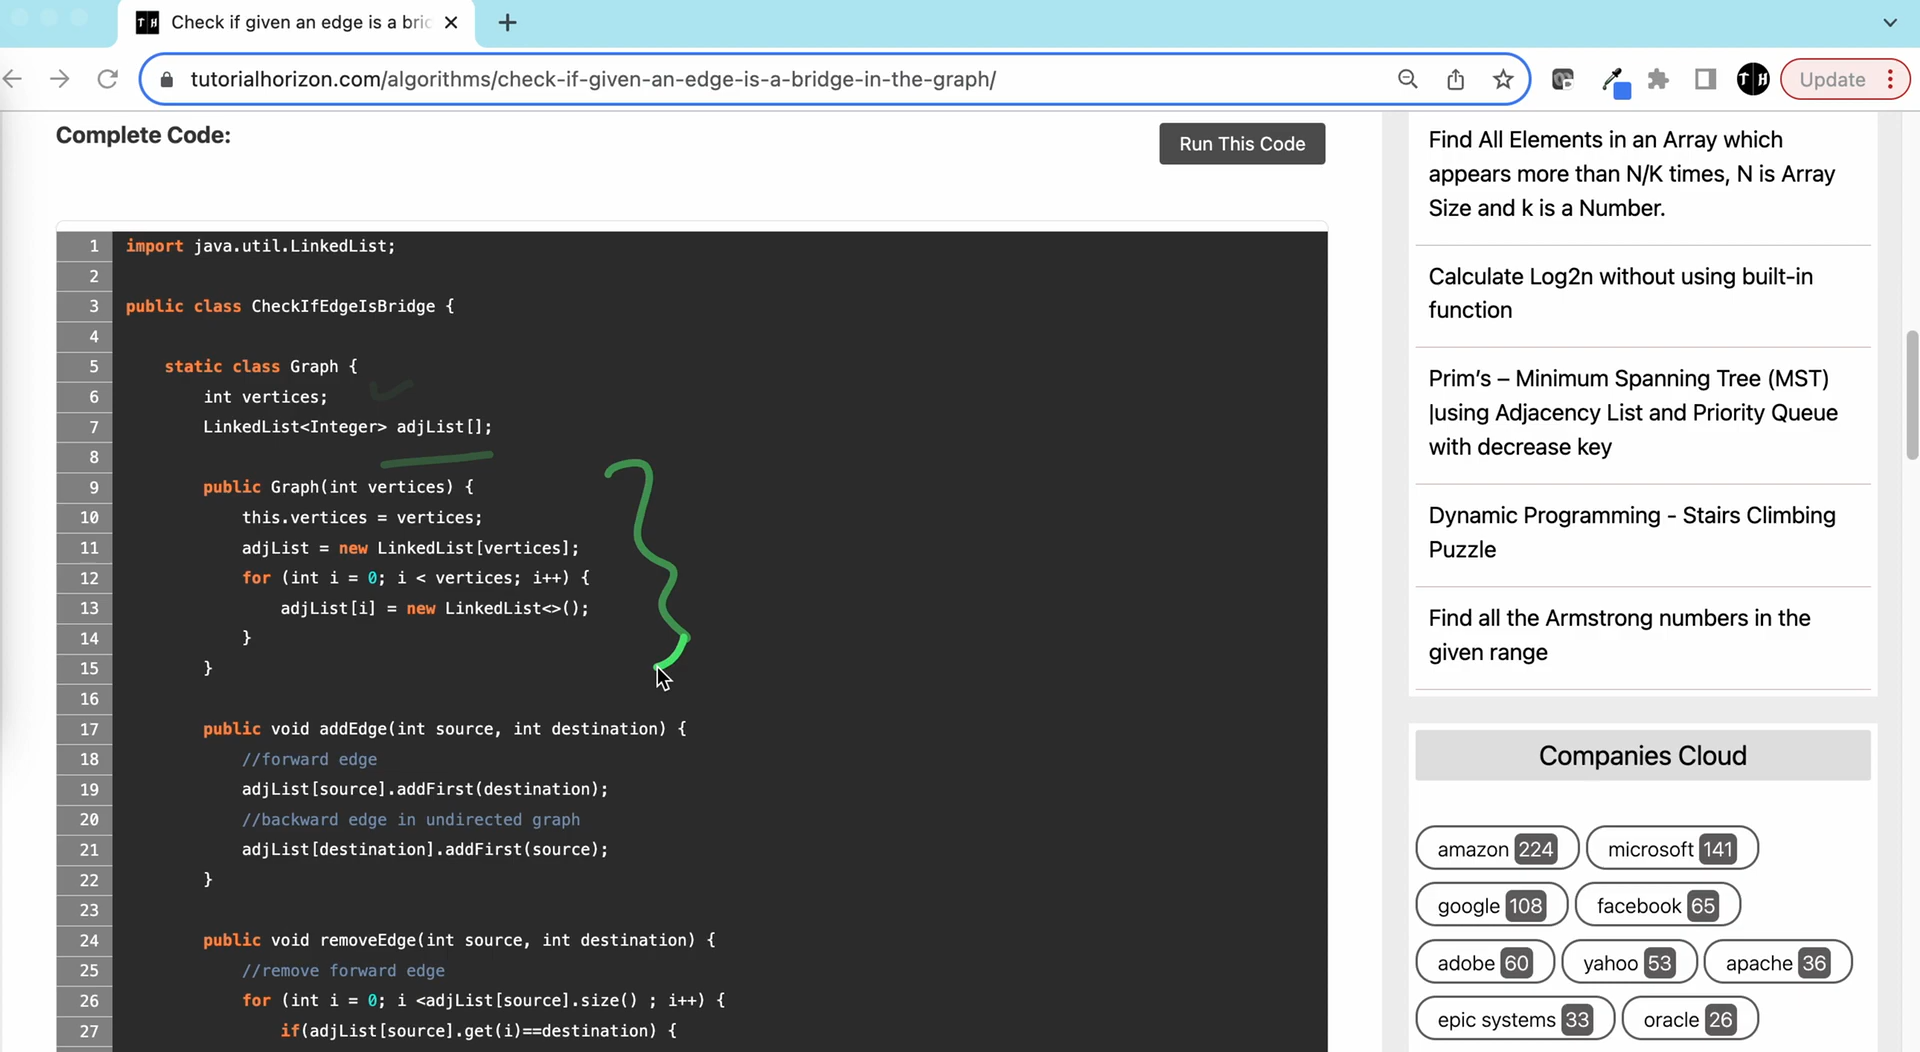 Check if given an edge is a bric
tutorialhorizon.com/algorithms/check-if-given-an-edge-is-a-bridge-in-the-graph/
TH
Update
Complete Code:
Run This Code
1 import java.util.LinkedList;
2
3 public class CheckIfEdgeIsBridge {
4
5 static class Graph {
6 int vertices;
7 LinkedList<Integer> adjList[];
8
9 public Graph(int vertices) {
10 this.vertices = vertices;
11 adjList = new LinkedList[vertices];
12 for (int i = 0; i < vertices; i++) {
13 adjList[i] = new LinkedList<>();
14 }
15 }
16
17 public void addEdge(int source, int destination) {
18 //forward edge
19 adjList[source].addFirst(destination);
20 //backward edge in undirected graph
21 adjList[destination].addFirst(source);
22 }
23
24 public void removeEdge(int source, int destination) {
25 //remove forward edge
26 for (int i = 0; i <adjList[source].size() ; i++) {
27 if(adjList[source].get(i)==destination) {
Find All Elements in an Array which
appears more than N/K times, N is Array
Size and k is a Number.
Calculate Log2n without using built-in
function
Prim's – Minimum Spanning Tree (MST)
|using Adjacency List and Priority Queue
with decrease key
Dynamic Programming - Stairs Climbing
Puzzle
Find all the Armstrong numbers in the
given range
Companies Cloud
amazon 224 microsoft 141
google 108 facebook 65
adobe 60 yahoo 53 apache 36
epic systems 33 oracle 26